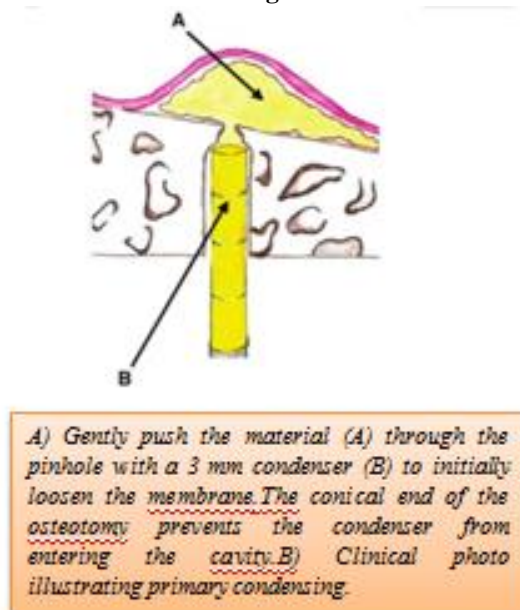 A
B
A) Gently push the material (A) through the
pinhole with a 3 mm condenser (B) to initially
loosen the membrane.The conical end of the
osteotomy prevents the condenser from
entering the cavity.B) Clinical photo
illustrating primary condensing.